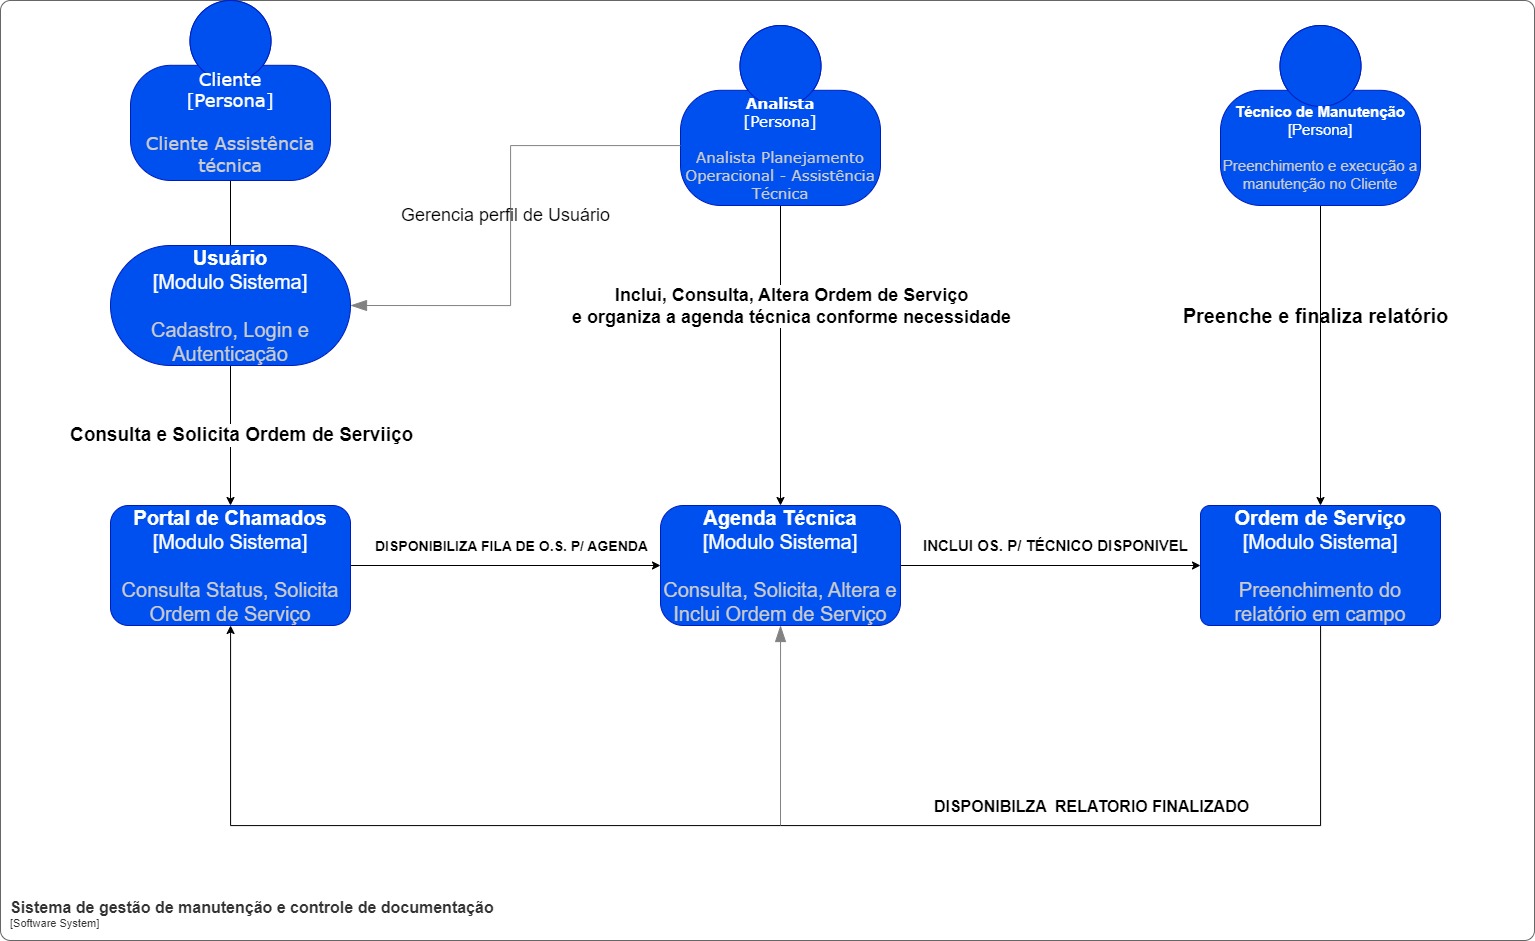 Cliente
[Persona]
Cliente Assistência
técnica
Analista
[Persona]
Analista Planejamento
Operacional - Assistência
Técnica
Técnico de Manutenção
[Persona]
Preenchimento e execução a
manutenção no Cliente
Gerencia perfil de Usuário
Usuário
[Modulo Sistema]
Cadastro, Login e
Autenticação
Inclui, Consulta, Altera Ordem de Serviço
e organiza a agenda técnica conforme necessidade
Preenche e finaliza relatório
Consulta e Solicita Ordem de Serviiço
Portal de Chamados
[Modulo Sistema]
Consulta Status, Solicita
Ordem de Serviço
DISPONIBILIZA FILA DE O.S. P/ AGENDA
Agenda Técnica
[Modulo Sistema]
Consulta, Solicita, Altera e
Inclui Ordem de Serviço
INCLUI OS. P/ TÉCNICO DISPONIVEL
Ordem de Serviço
[Modulo Sistema]
Preenchimento do
relatório em campo
DISPONIBILZA  RELATORIO FINALIZADO
Sistema de gestão de manutenção e controle de documentação
[Software System]